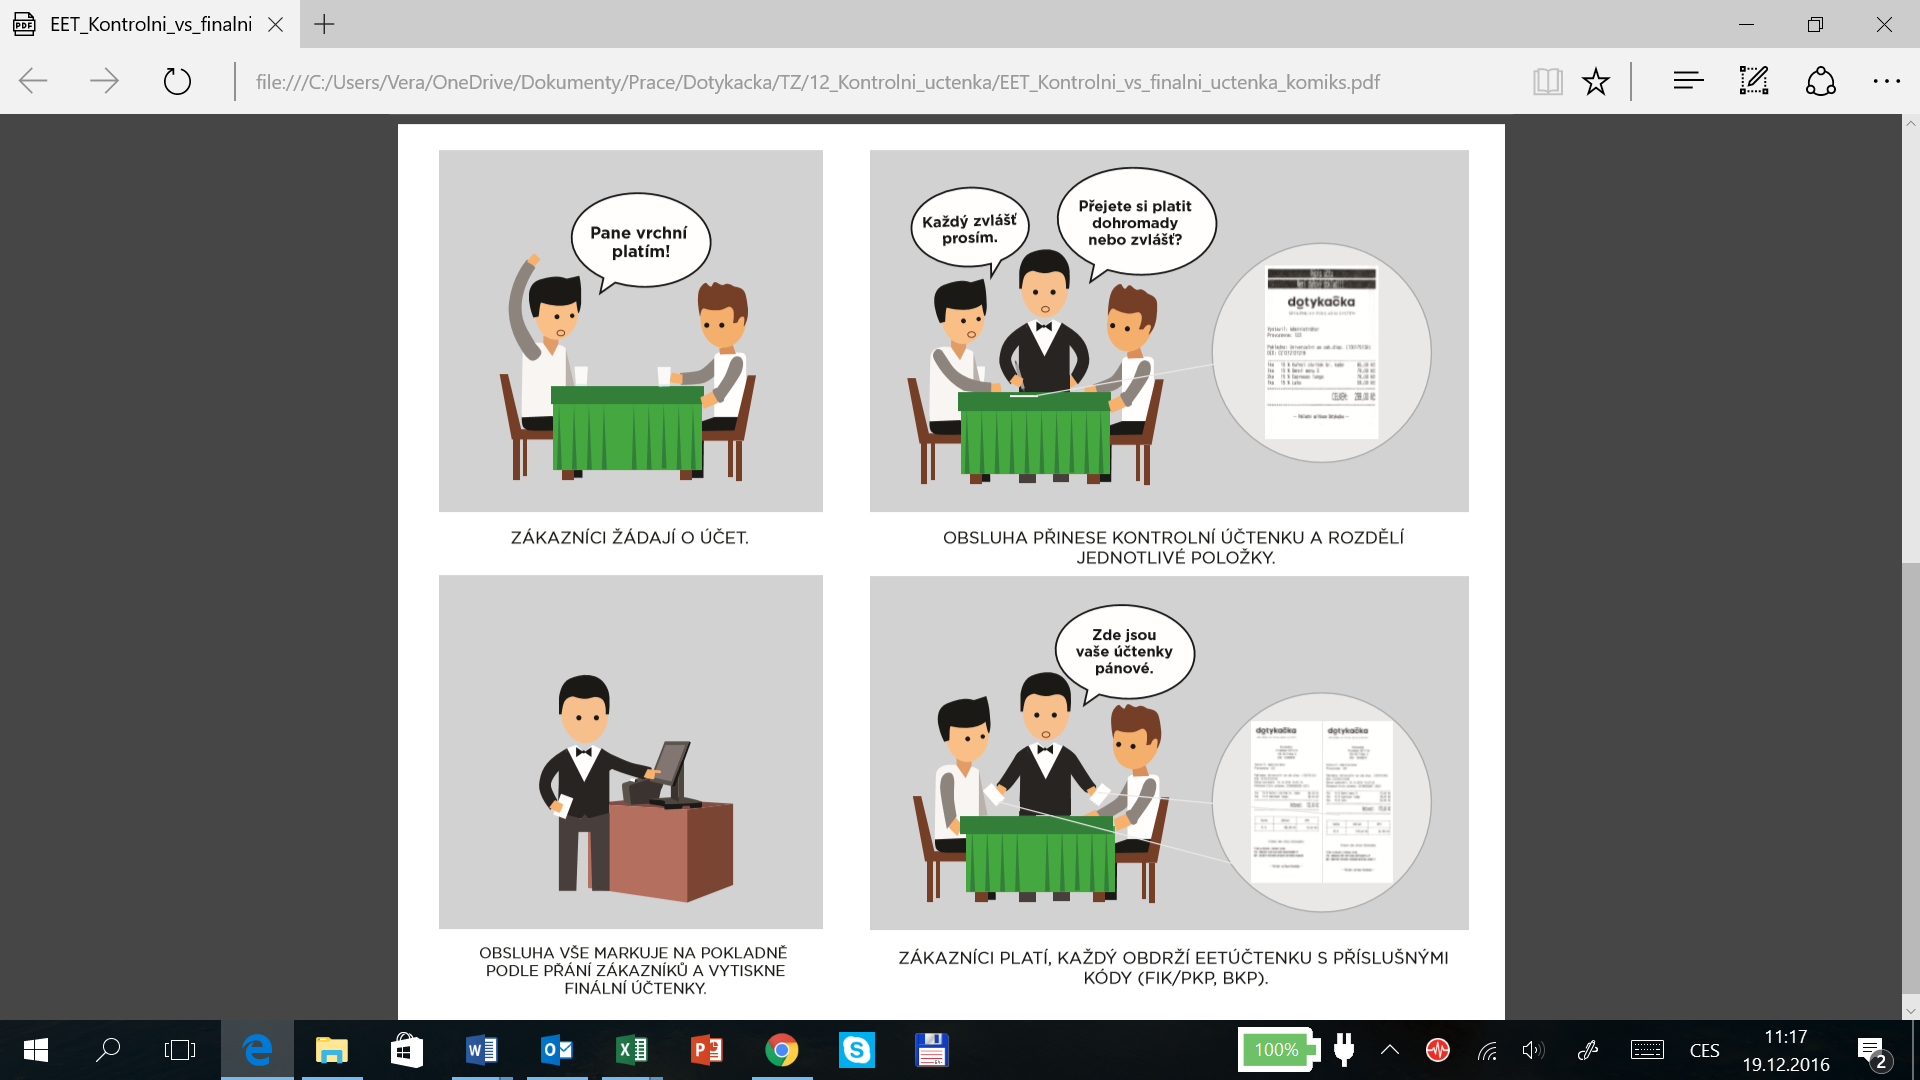 EET_Kontrolni_vs_finalni
file:///C:/Users/Vera/OneDrive/Dokumenty/Prace/Dotykacka/TZ/12_Kontrolni_uctenka/EET_Kontrolni_vs_finalni_uctenka_komiks.pdf
Pane vrchní
platím!
ZÁKAZNÍCI ŽÁDAJÍ O ÚČET.
Každý zvlášť
prosím.
Přejete si platit
dohromady
nebo zvlášť?
dotykačka
OBSLUHA PŘINESE KONTROLNÍ ÚČTENKU A ROZDĚLÍ
JEDNOTLIVÉ POLOŽKY.
OBSLUHA VŠE MARKUJE NA POKLADNĚ
PODLE PŘÁNÍ ZÁKAZNÍKŮ A VYTISKNE
FINÁLNÍ ÚČTENKY.
Zde jsou
vaše účtenky
pánové.
dotykačka
dotykačka
ZÁKAZNÍCI PLATÍ, KAŽDÝ OBDRŽÍ EETÚČTENKU S PŘÍSLUŠNÝMI
KÓDY (FIK/PKP, BKP).
100%
CES
11:17
19.12.2016
2